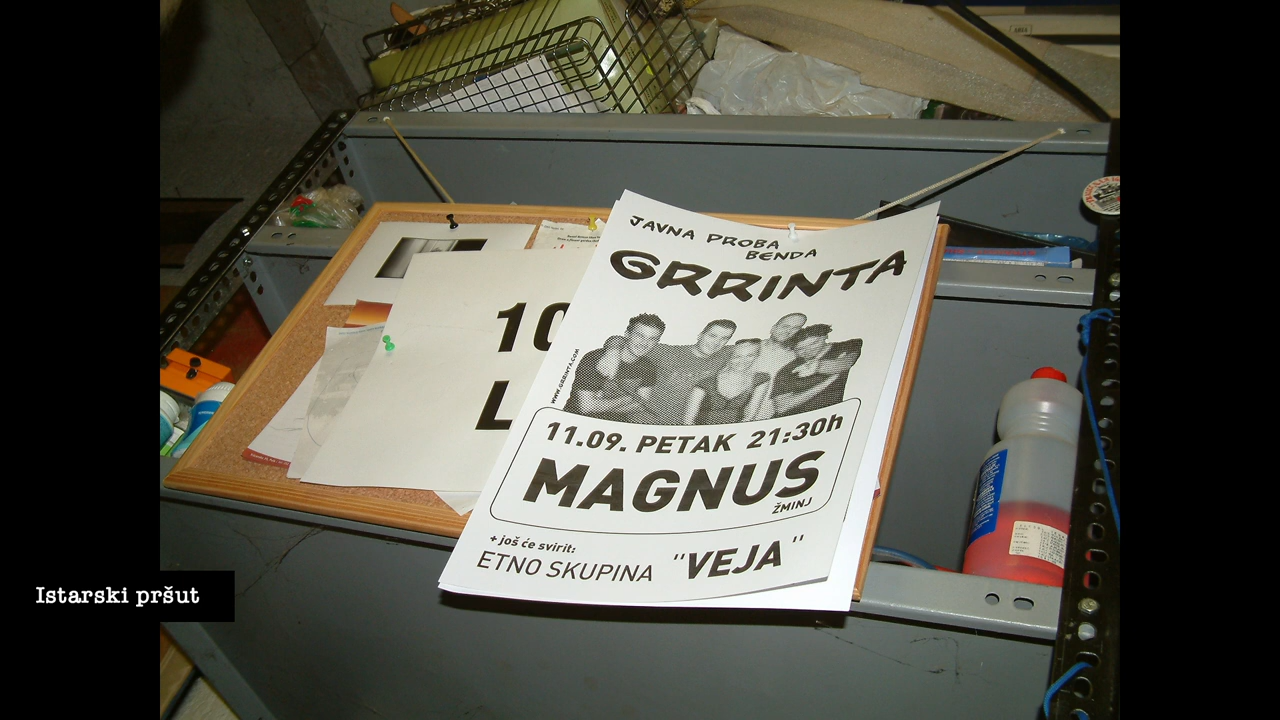 JAVNA PROBA
BENDA
GRRINTA
WWW.GRRINTA.COM
10
L
11.09. PETAK 21:30h
MAGNUS
ŽMINJ
+ još će svirit:
ETNO SKUPINA "VEJA"
Istarski pršut